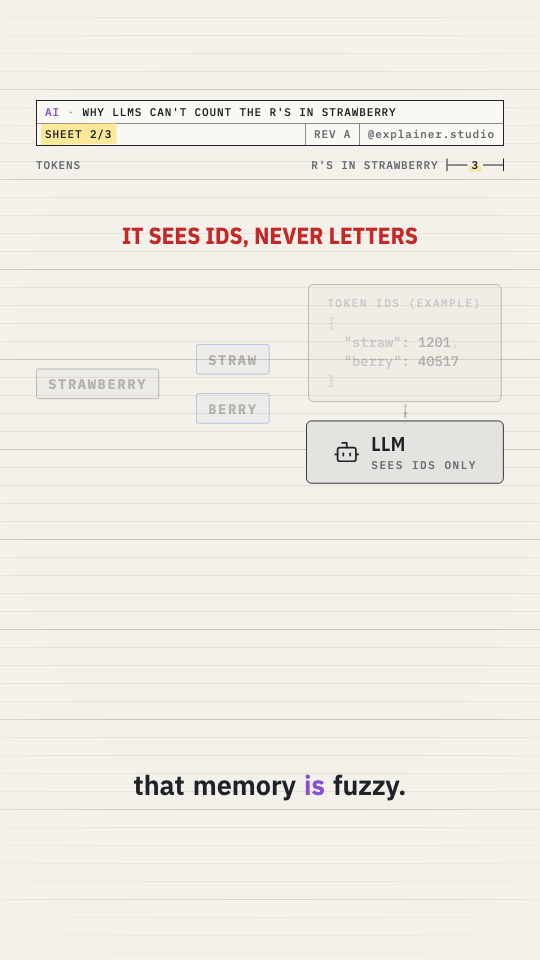 AI · WHY LLMS CAN'T COUNT THE R'S IN STRAWBERRY
SHEET 2/3 REV A @explainer.studio
TOKENS R'S IN STRAWBERRY 3
IT SEES IDS, NEVER LETTERS
STRAWBERRY
STRAW
BERRY
TOKEN IDS (EXAMPLE)
{
"straw": 1201,
"berry": 40517
}
LLM
SEES IDS ONLY
that memory is fuzzy.